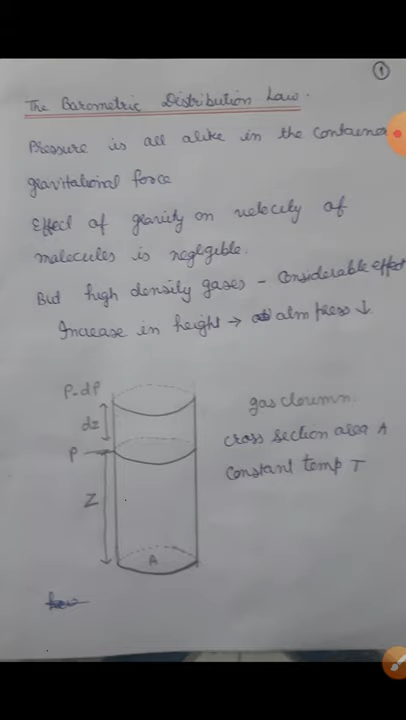 1
The Barometric Distribution Law.
Pressure is all alike in the container
gravitational force
Effect of gravity on velocity of
molecules is negligible.
But high density gases - Considerable effect
Increase in height → atm press ↓
P-dP
dz
P
Z
A
gas cloumn.
cross section area A
Constant temp T